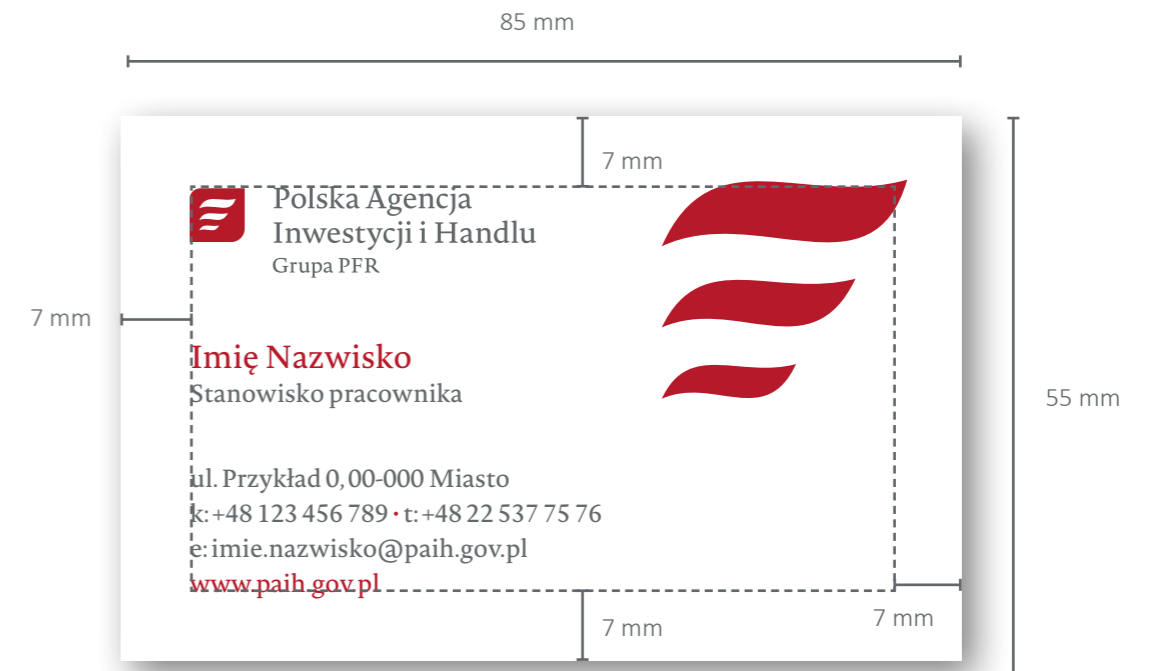 85 mm
7 mm
Polska Agencja
Inwestycji i Handlu
Grupa PFR
7 mm
Imię Nazwisko
Stanowisko pracownika
55 mm
ul. Przykład 0, 00-000 Miasto
k: +48 123 456 789 • t: +48 22 537 75 76
e: imie.nazwisko@paih.gov.pl
www.paih.gov.pl
7 mm
7 mm